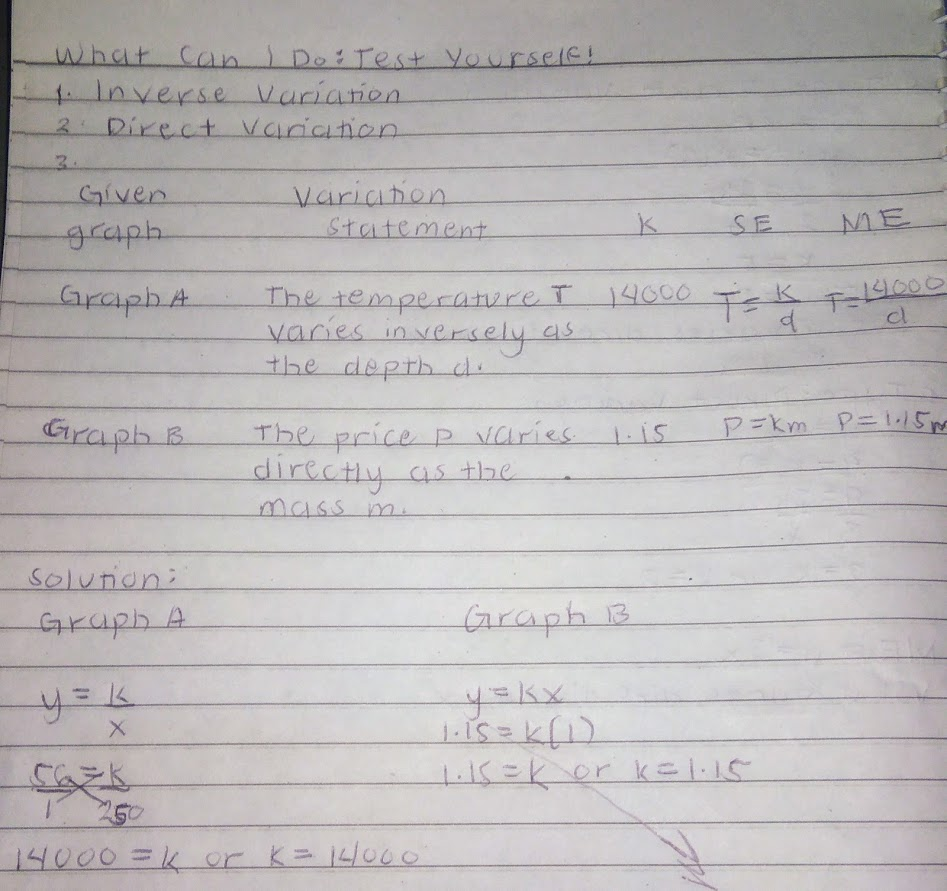 What Can I Do: Test Yourself!
1. Inverse Variation
2. Direct Variation
3.
Given Variation
graph Statement K SE ME
Graph A The temperature T 14000 T = K/d T = 14000/d
varies inversely as
the depth d.
Graph B The price P varies 1.15 P=km P=1.15m
directly as the
mass m.
Solution:
Graph A Graph B
y = k/x y = kx
1.15 = k(1)
56/1 = k/250 1.15 = k or k = 1.15
14000 = k or k = 14000